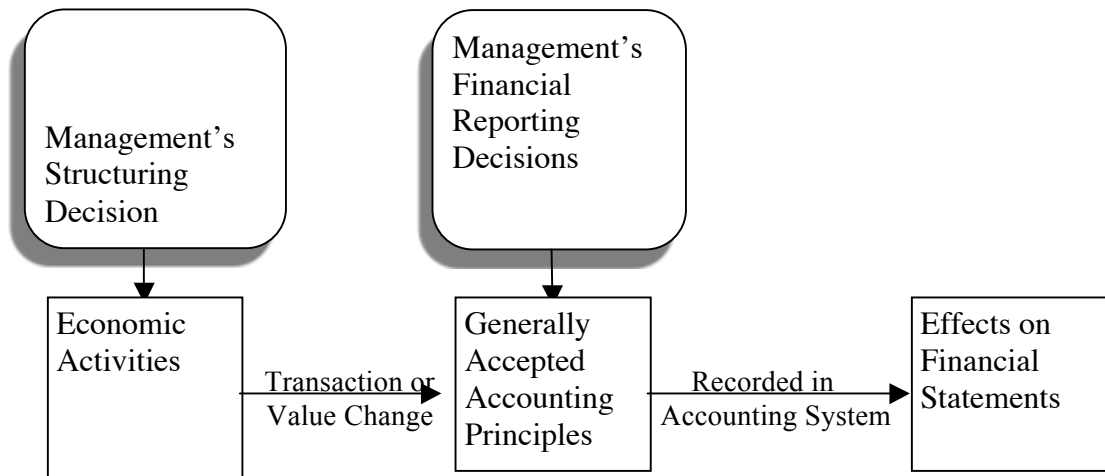 Management’s
Structuring
Decision
Management’s
Financial
Reporting
Decisions
Economic
Activities
Transaction or
Value Change
Generally
Accepted
Accounting
Principles
Recorded in
Accounting System
Effects on
Financial
Statements